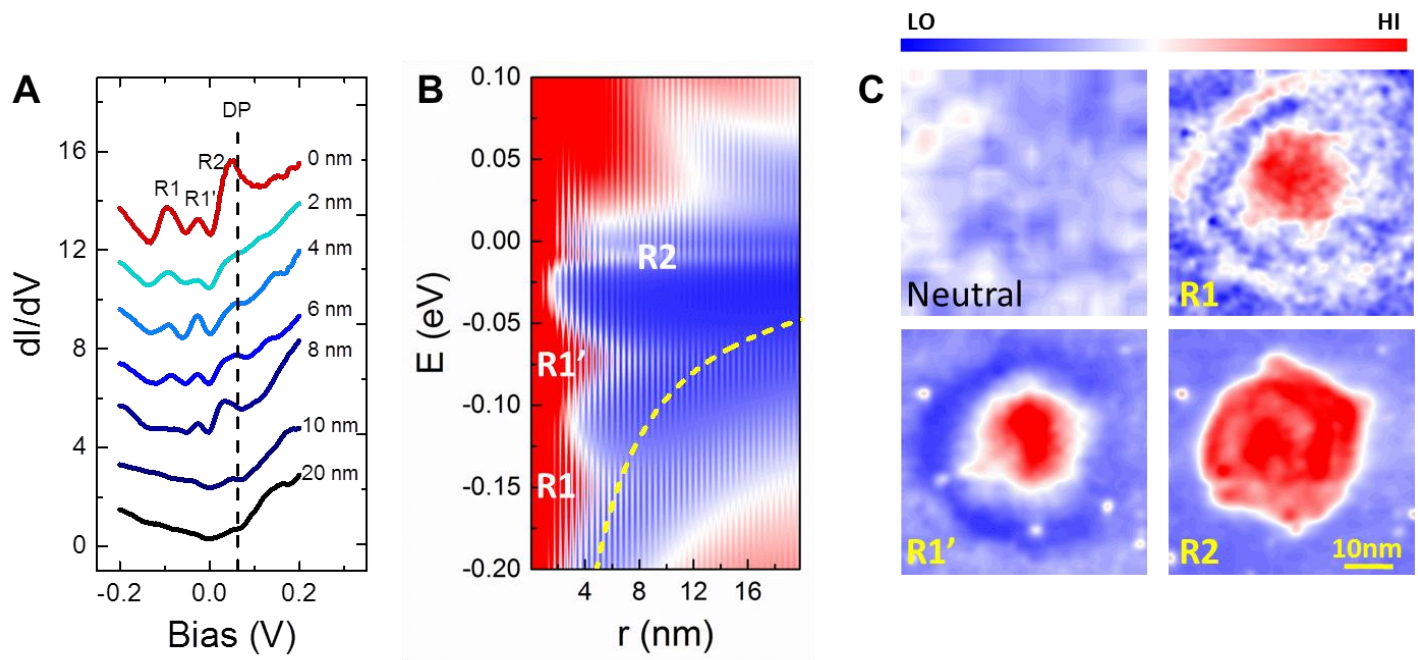 A
DP
16
12
8
4
0
R1
R1'
R2
0 nm
2 nm
4 nm
6 nm
8 nm
10 nm
20 nm
dI/dV
-0.2
0.0
0.2
Bias (V)
B
0.10
0.05
0.00
-0.05
-0.10
-0.15
-0.20
E (eV)
R2
R1’
R1
4
8
12
16
r (nm)
LO
HI
C
Neutral
R1
R1’
R2
10nm